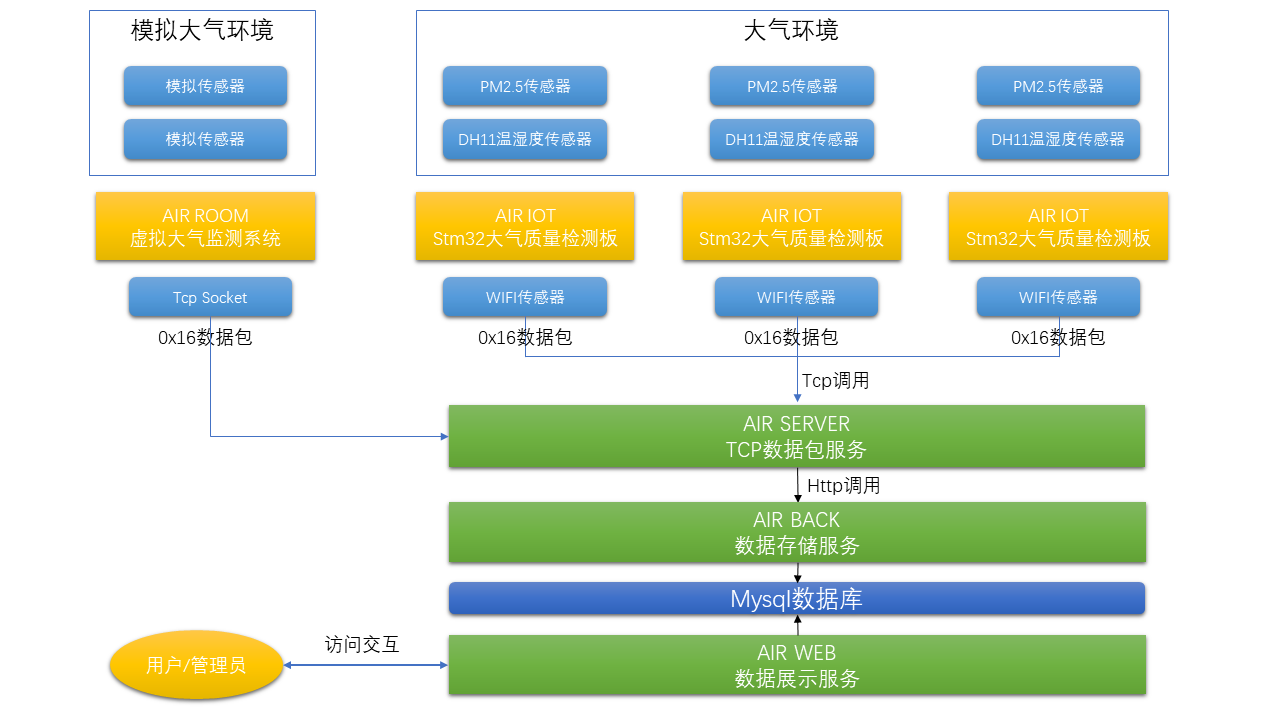 模拟大气环境
大气环境
模拟传感器
PM2.5传感器
PM2.5传感器
PM2.5传感器
模拟传感器
DH11温湿度传感器
DH11温湿度传感器
DH11温湿度传感器
AIR ROOM
虚拟大气监测系统
AIR IOT
Stm32大气质量检测板
AIR IOT
Stm32大气质量检测板
AIR IOT
Stm32大气质量检测板
Tcp Socket
WIFI传感器
WIFI传感器
WIFI传感器
0x16数据包
0x16数据包
0x16数据包
0x16数据包
Tcp调用
AIR SERVER
TCP数据包服务
Http调用
AIR BACK
数据存储服务
Mysql数据库
访问交互
用户/管理员
AIR WEB
数据展示服务